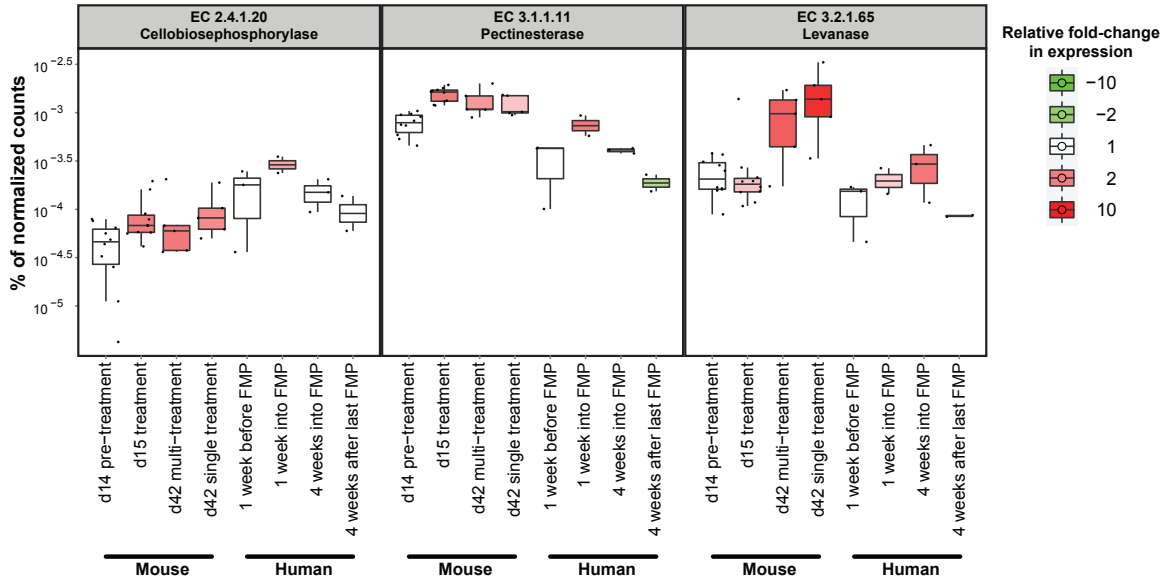 EC 2.4.1.20
Cellobiosephosphorylase
EC 3.1.1.11
Pectinesterase
EC 3.2.1.65
Levanase
Relative fold-change
in expression
−10
−2
1
2
10
% of normalized counts
10−2.5
10−3
10−3.5
10−4
10−4.5
10−5
d14 pre−treatment
d15 treatment
d42 multi−treatment
d42 single treatment
1 week before FMP
1 week into FMP
4 weeks into FMP
4 weeks after last FMP
d14 pre−treatment
d15 treatment
d42 multi−treatment
d42 single treatment
1 week before FMP
1 week into FMP
4 weeks into FMP
4 weeks after last FMP
d14 pre−treatment
d15 treatment
d42 multi−treatment
d42 single treatment
1 week before FMP
1 week into FMP
4 weeks into FMP
4 weeks after last FMP
Mouse
Human
Mouse
Human
Mouse
Human